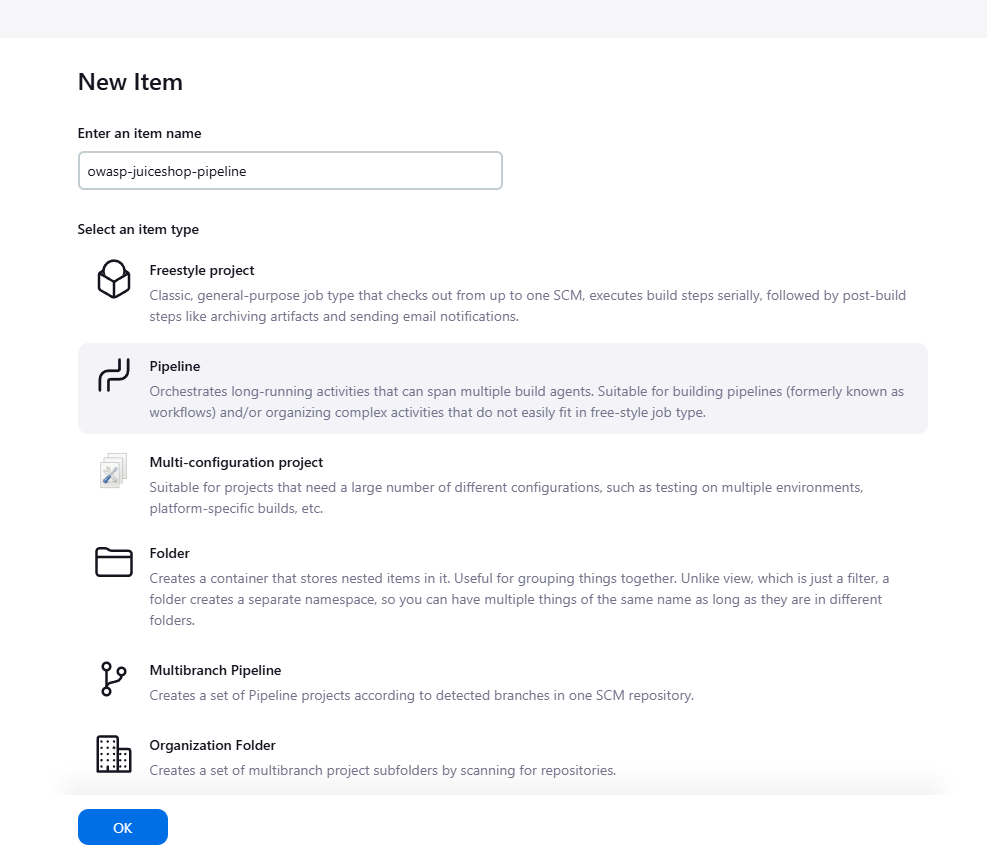 New Item
Enter an item name
owasp-juiceshop-pipeline
Select an item type
Freestyle project
Classic, general-purpose job type that checks out from up to one SCM, executes build steps serially, followed by post-build
steps like archiving artifacts and sending email notifications.
Pipeline
Orchestrates long-running activities that can span multiple build agents. Suitable for building pipelines (formerly known as
workflows) and/or organizing complex activities that do not easily fit in free-style job type.
Multi-configuration project
Suitable for projects that need a large number of different configurations, such as testing on multiple environments,
platform-specific builds, etc.
Folder
Creates a container that stores nested items in it. Useful for grouping things together. Unlike view, which is just a filter, a
folder creates a separate namespace, so you can have multiple things of the same name as long as they are in different
folders.
Multibranch Pipeline
Creates a set of Pipeline projects according to detected branches in one SCM repository.
Organization Folder
Creates a set of multibranch project subfolders by scanning for repositories.
OK